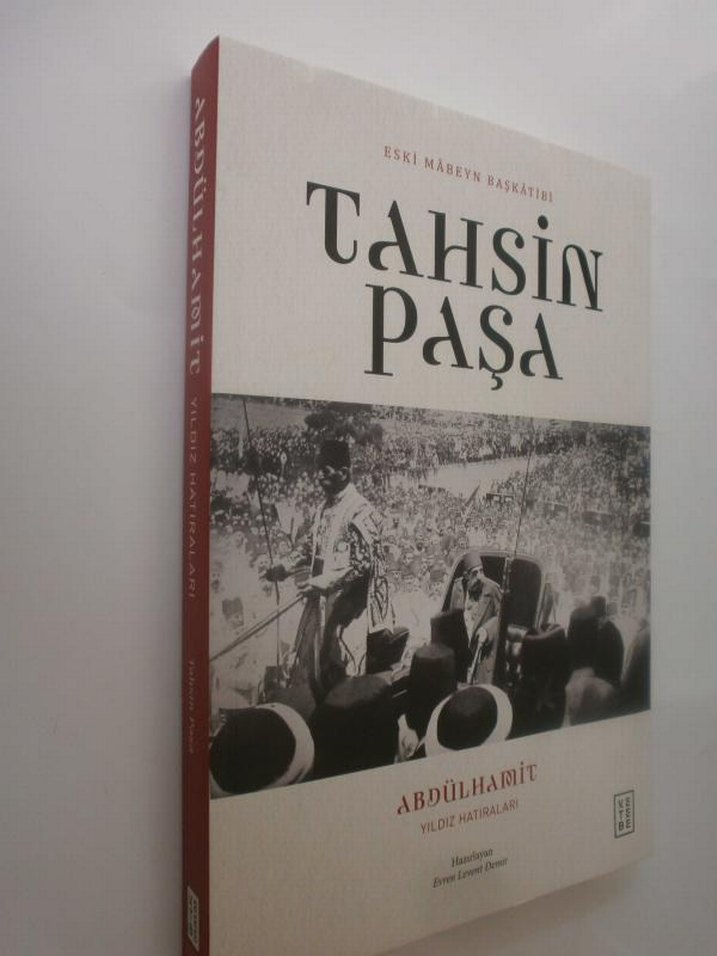 ESKİ MÂBEYN BAŞKÂTİBİ
TAHSİN
PAŞA
ABDÜLHAMİT
YILDIZ HATIRALARI
Hazırlayan
Evren Levent Demir
ABDÜLHAMİT YILDIZ HATIRALARI Tahsin Paşa